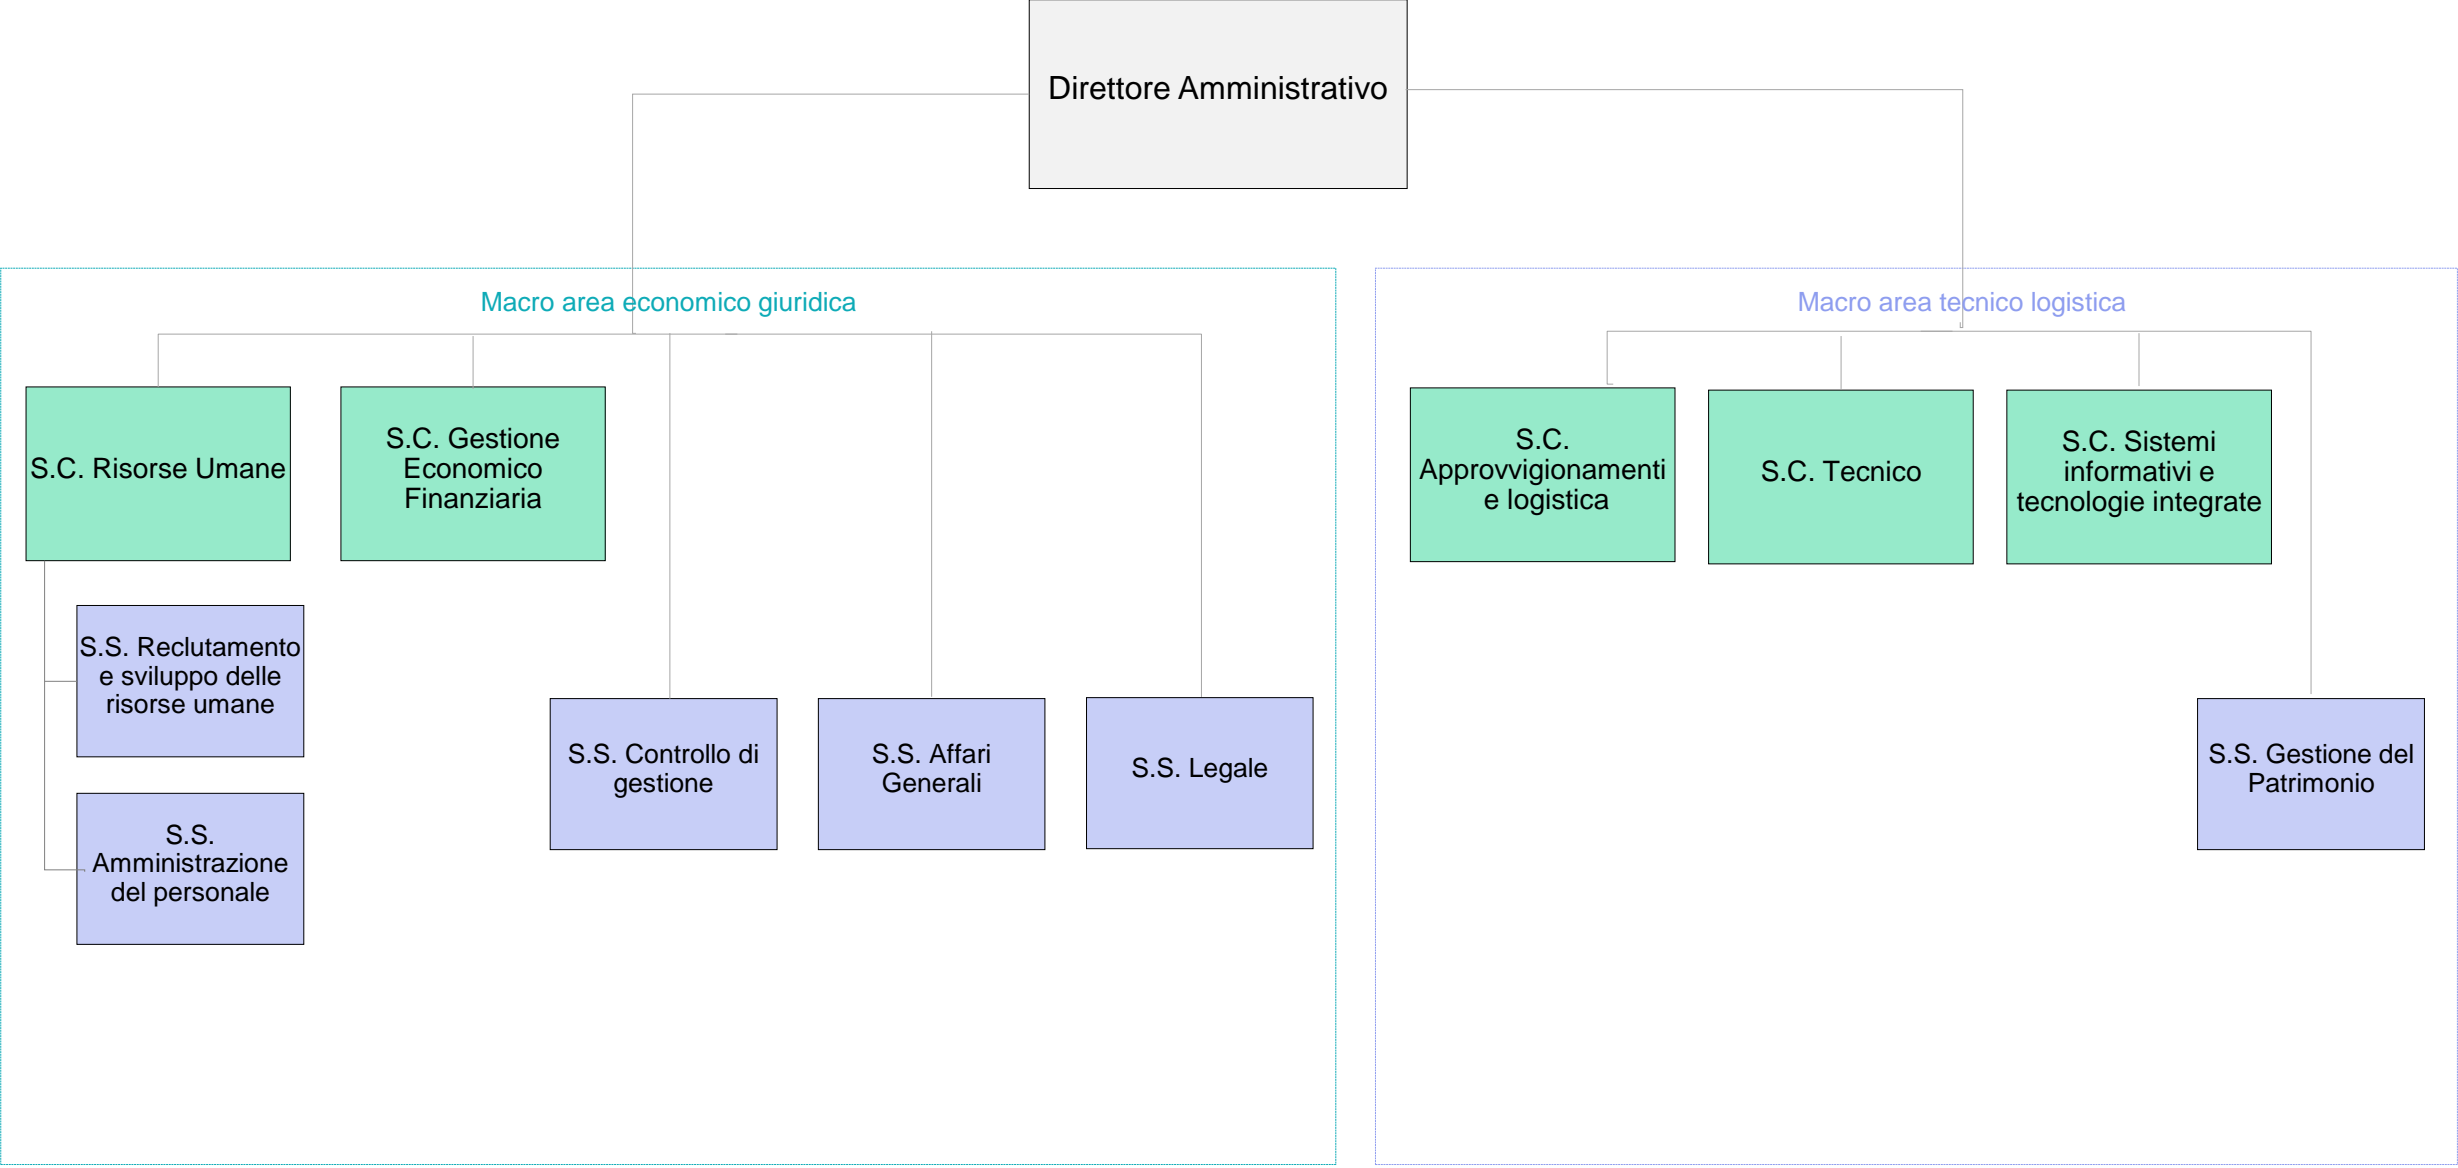 Direttore Amministrativo
Macro area economico giuridica
Macro area tecnico logistica
S.C. Risorse Umane
S.C. Gestione
Economico
Finanziaria
S.C.
Approvvigionamenti
e logistica
S.C. Tecnico
S.C. Sistemi
informativi e
tecnologie integrate
S.S. Reclutamento
e sviluppo delle
risorse umane
S.S. Controllo di
gestione
S.S. Affari
Generali
S.S. Legale
S.S. Gestione del
Patrimonio
S.S.
Amministrazione
del personale